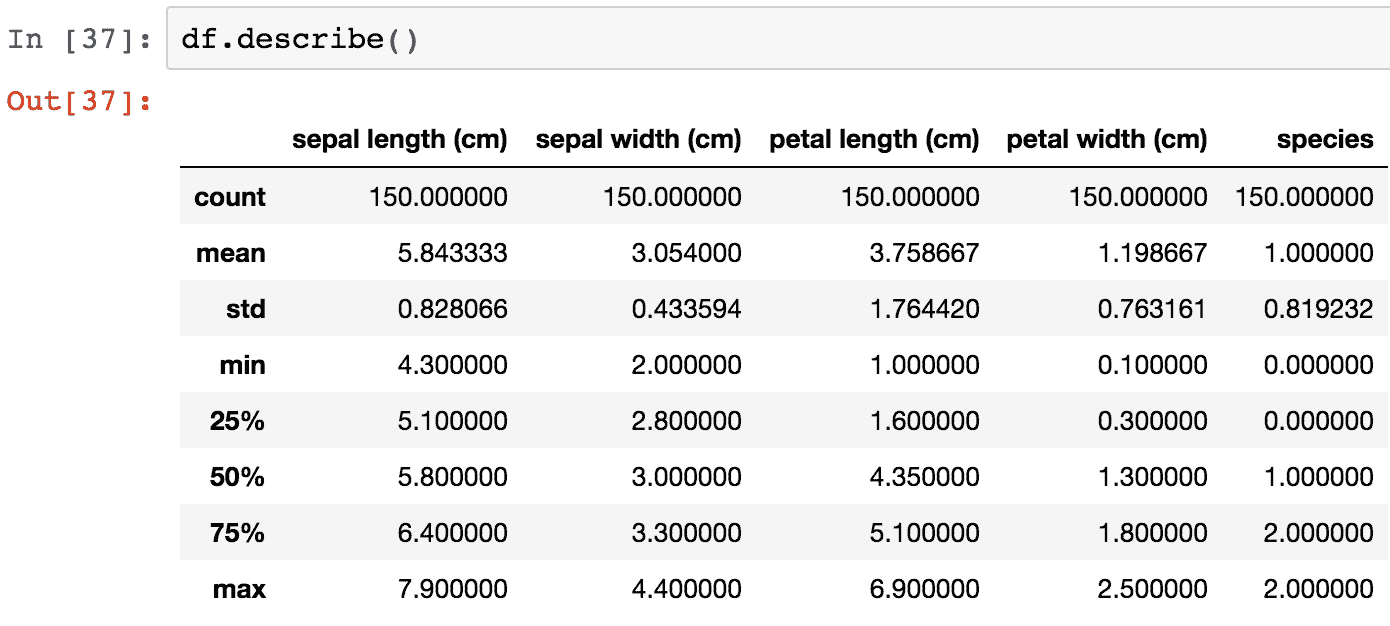 In [37]: df.describe()
Out[37]:
sepal length (cm) sepal width (cm) petal length (cm) petal width (cm) species
count 150.000000 150.000000 150.000000 150.000000 150.000000
mean 5.843333 3.054000 3.758667 1.198667 1.000000
std 0.828066 0.433594 1.764420 0.763161 0.819232
min 4.300000 2.000000 1.000000 0.100000 0.000000
25% 5.100000 2.800000 1.600000 0.300000 0.000000
50% 5.800000 3.000000 4.350000 1.300000 1.000000
75% 6.400000 3.300000 5.100000 1.800000 2.000000
max 7.900000 4.400000 6.900000 2.500000 2.000000